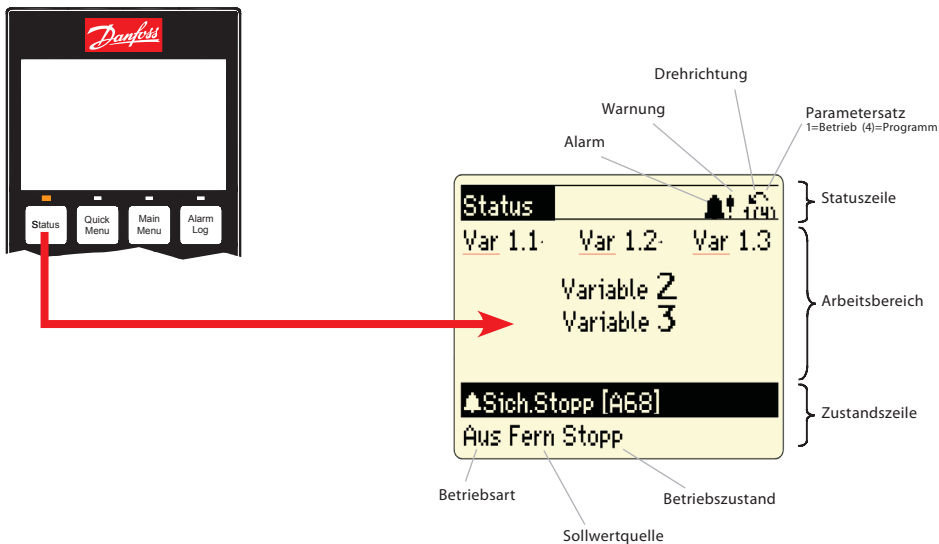 Danfoss
Status
Quick
Menu
Main
Menu
Alarm
Log
Drehrichtung
Warnung
Parametersatz
1=Betrieb (4)=Programm
Alarm
Status
1(4)
Statuszeile
Var 1.1
Var 1.2
Var 1.3
Variable 2
Variable 3
Arbeitsbereich
Sich.Stopp [A68]
Zustandszeile
Aus Fern Stopp
Betriebsart
Betriebszustand
Sollwertquelle